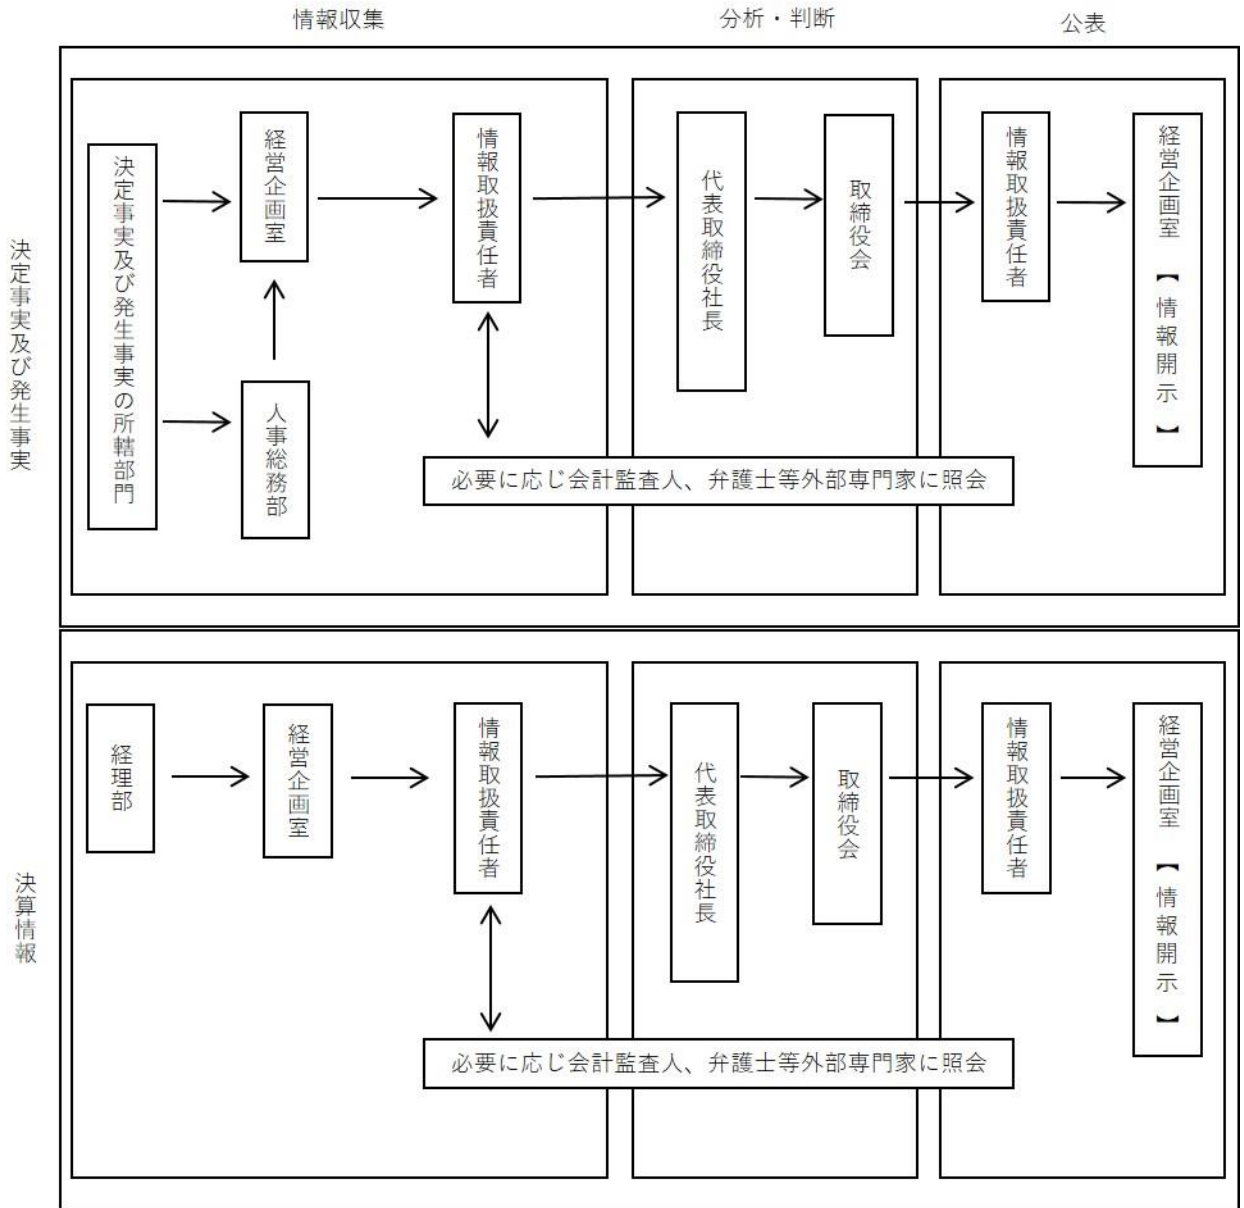 情報収集
分析・判断
公表
決定事実及び発生事実
決定事実及び発生事実の所轄部門
経営企画室
人事総務部
情報取扱責任者
代表取締役社長
取締役会
情報取扱責任者
経営企画室 【情報開示】
必要に応じ会計監査人、弁護士等外部専門家に照会
決算情報
経理部
経営企画室
情報取扱責任者
代表取締役社長
取締役会
情報取扱責任者
経営企画室 【情報開示】
必要に応じ会計監査人、弁護士等外部専門家に照会